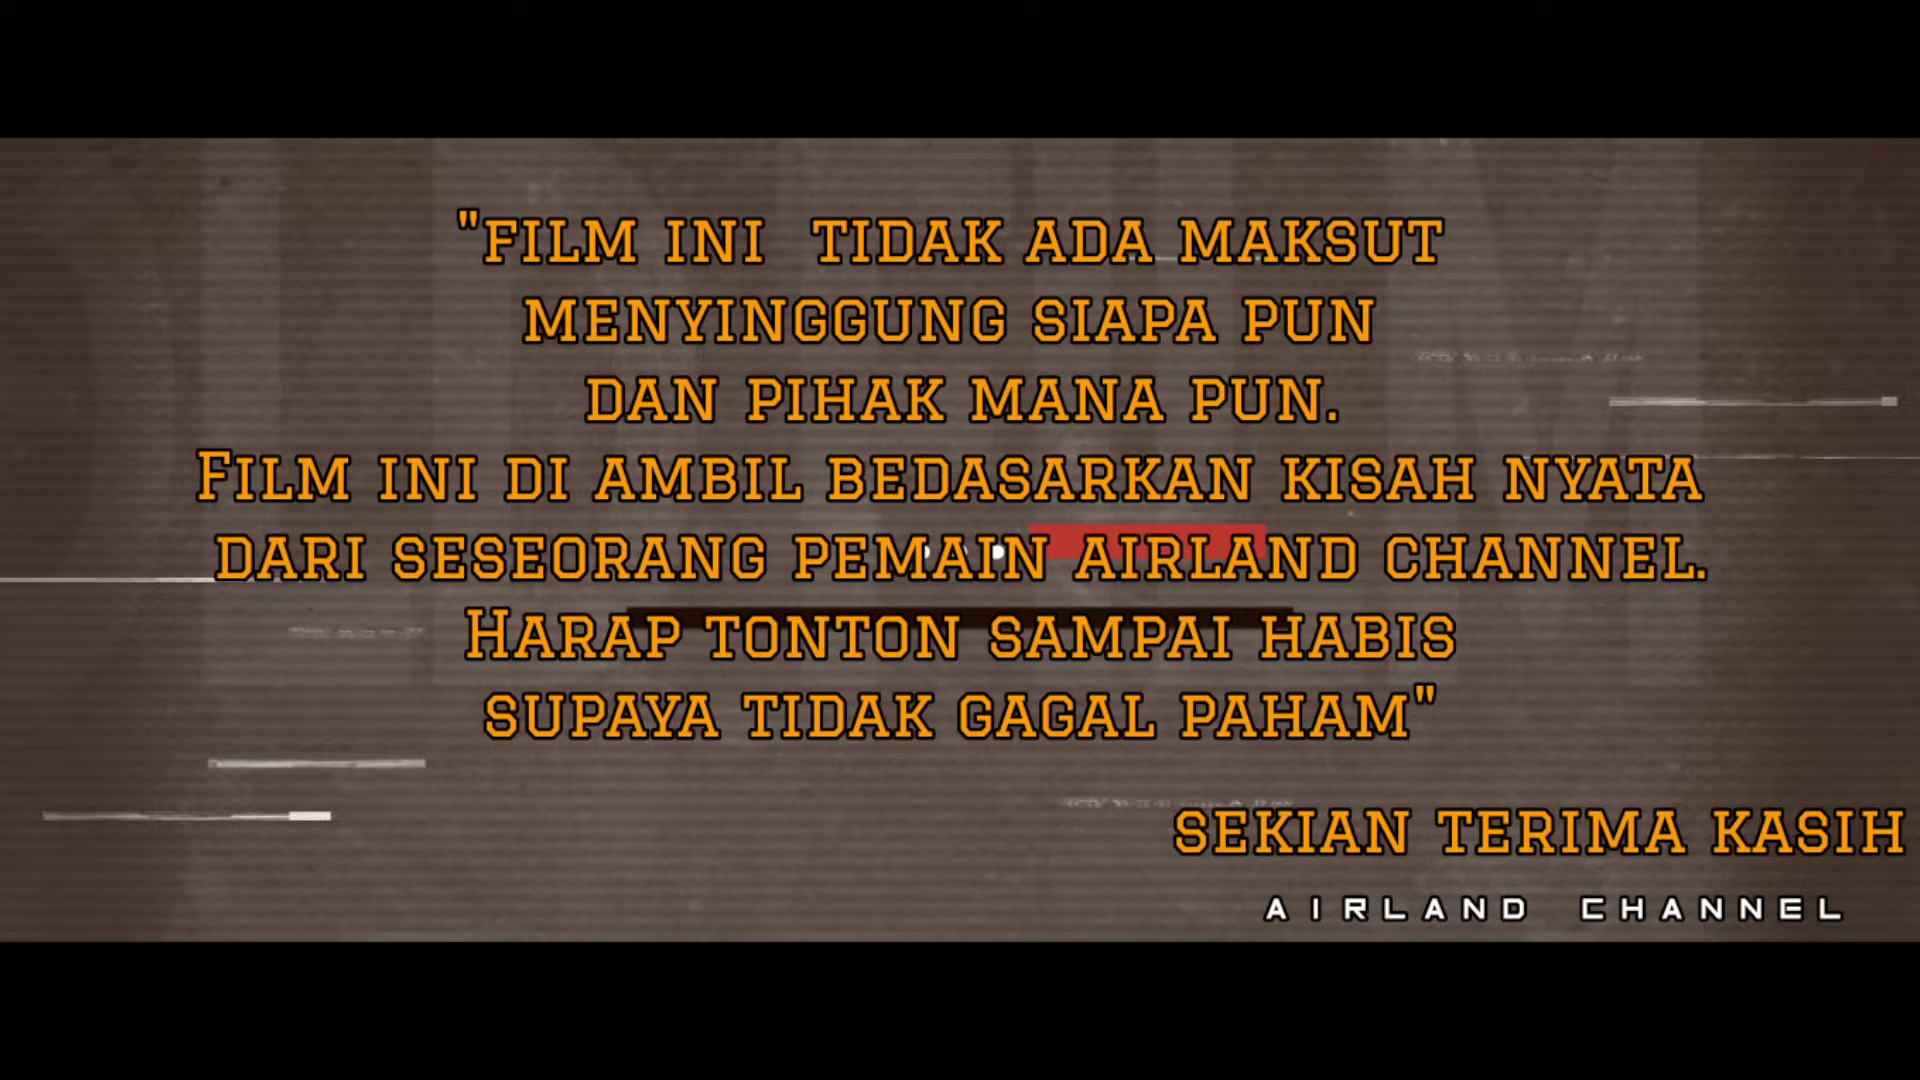 "FILM INI TIDAK ADA MAKSUT
MENYINGGUNG SIAPA PUN
DAN PIHAK MANA PUN.
FILM INI DI AMBIL BEDASARKAN KISAH NYATA
DARI SESEORANG PEMAIN AIRLAND CHANNEL.
HARAP TONTON SAMPAI HABIS
SUPAYA TIDAK GAGAL PAHAM"
SEKIAN TERIMA KASIH
AIRLAND CHANNEL